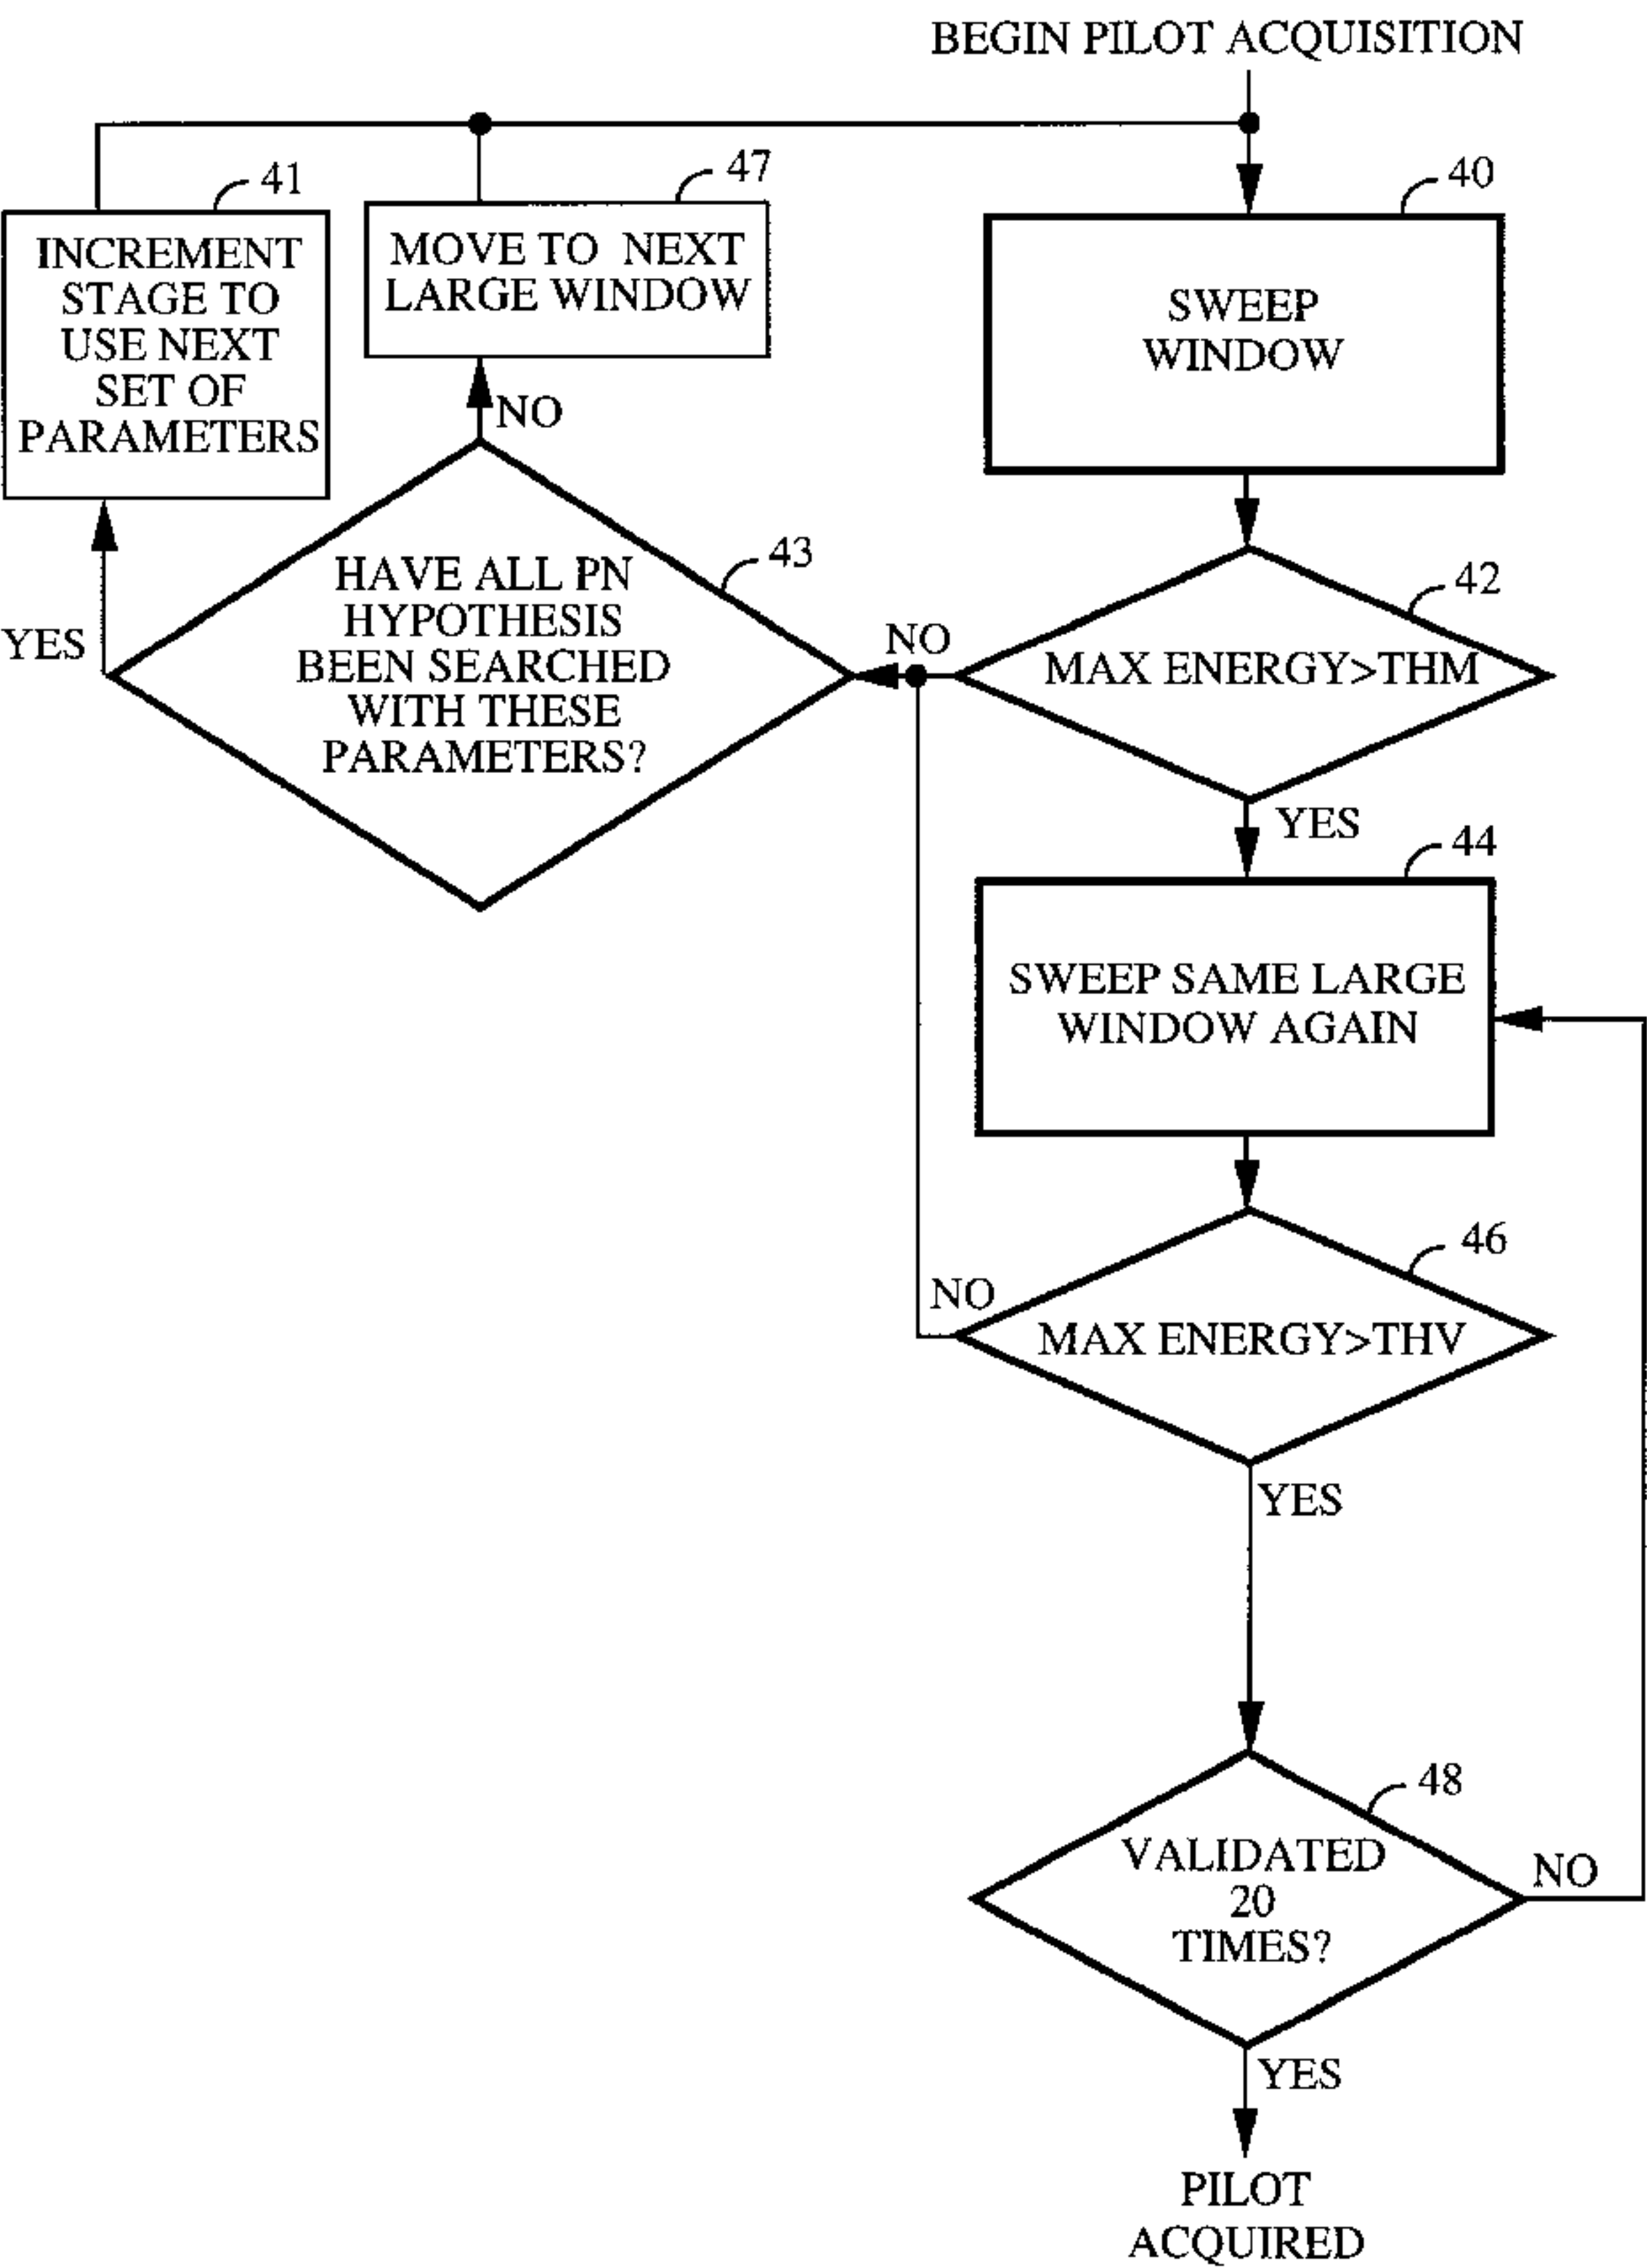 BEGIN PILOT ACQUISITION
41
INCREMENT
STAGE TO
USE NEXT
SET OF
PARAMETERS
47
MOVE TO NEXT
LARGE WINDOW
40
SWEEP
WINDOW
NO
43
HAVE ALL PN
HYPOTHESIS
BEEN SEARCHED
WITH THESE
PARAMETERS?
YES
NO
42
MAX ENERGY>THM
YES
44
SWEEP SAME LARGE
WINDOW AGAIN
46
NO
MAX ENERGY>THV
YES
48
VALIDATED
20
TIMES?
NO
YES
PILOT
ACQUIRED